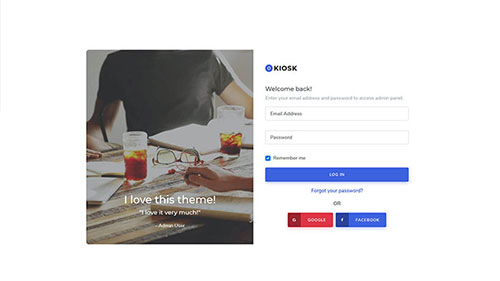 KIOSK
Welcome back!
Enter your email address and password to access admin panel.
Email Address
Password
Remember me
LOG IN
Forgot your password?
OR
G GOOGLE
f FACEBOOK
I love this theme!
"I love it very much!"
- Admin User